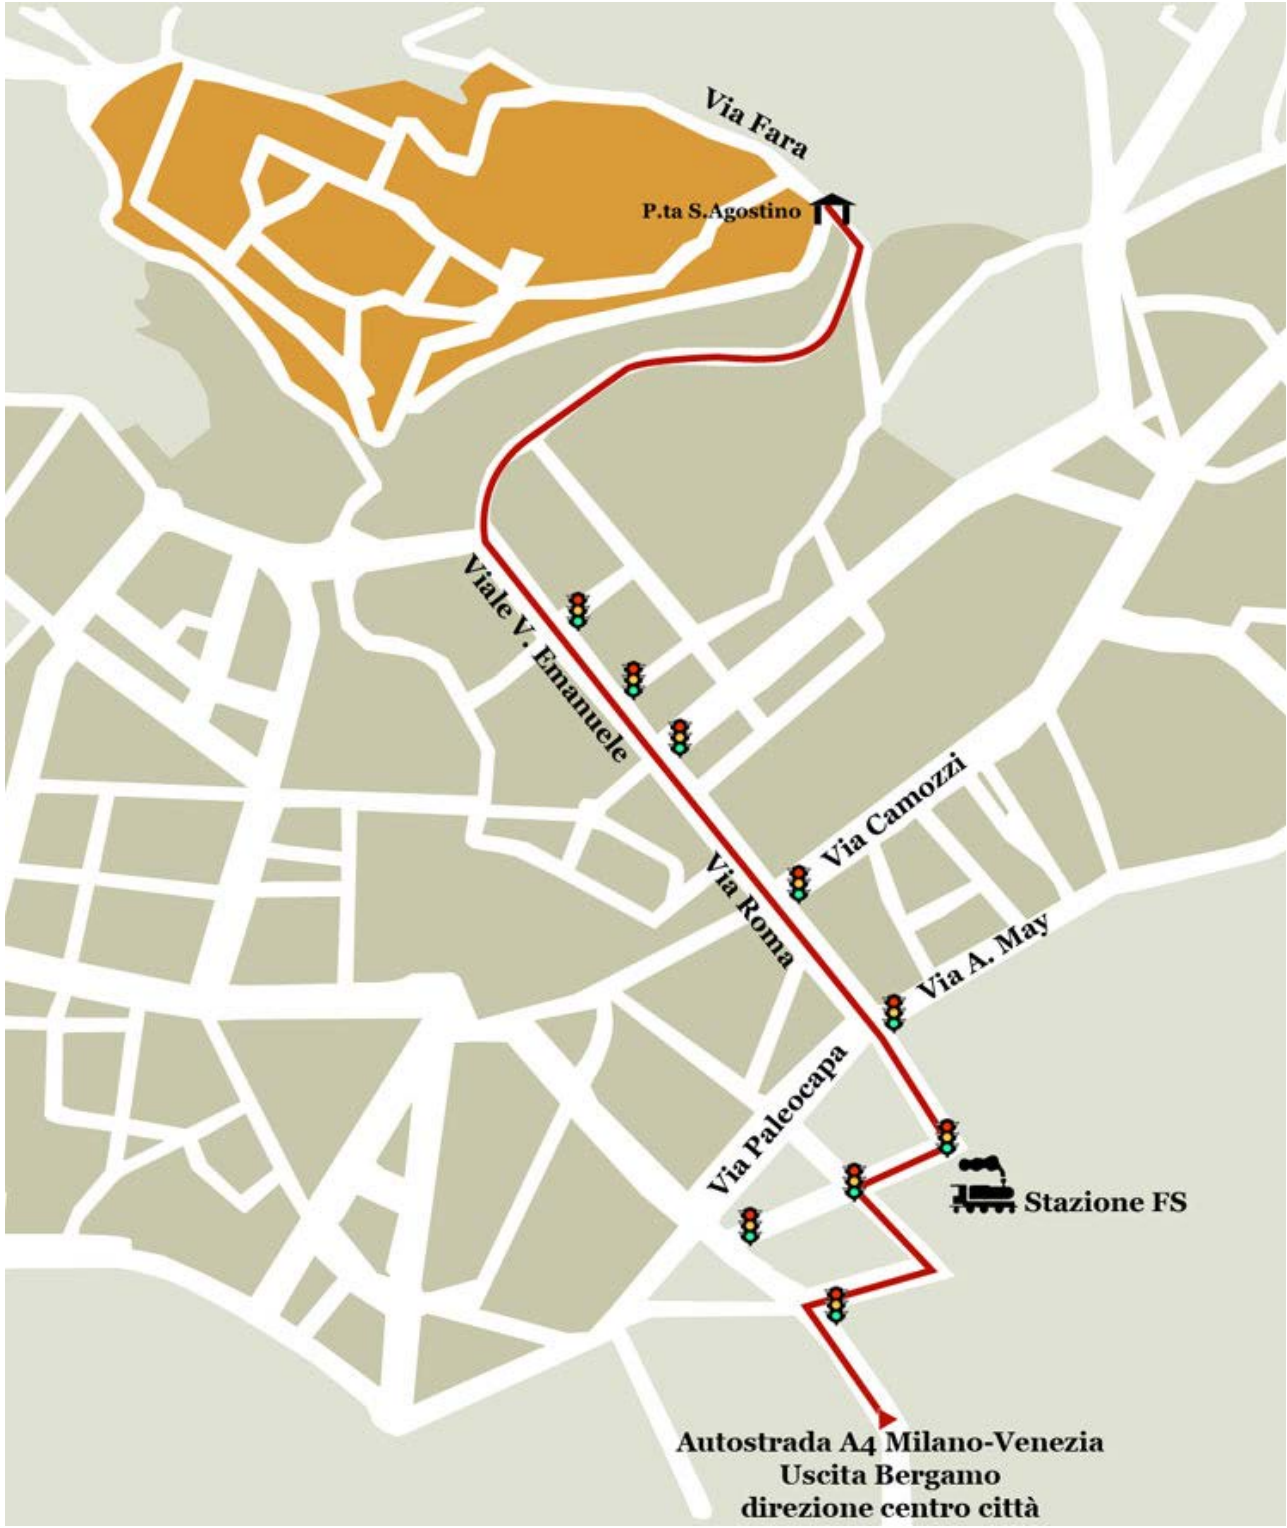 Via Fara
P.ta S.Agostino
Viale V. Emanuele
Via Camozzi
Via Roma
Via A. May
Via Paleocapa
Stazione FS
Autostrada A4 Milano-Venezia
Uscita Bergamo
direzione centro città